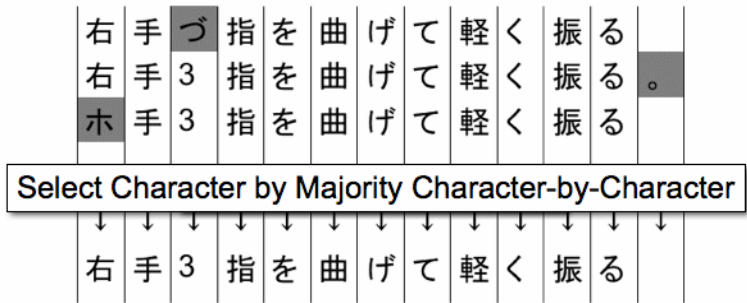 右手づ指を曲げて軽く振る
右手3指を曲げて軽く振る。
ホ手3指を曲げて軽く振る
Select Character by Majority Character-by-Character
↓ ↓ ↓ ↓ ↓ ↓ ↓ ↓ ↓ ↓ ↓ ↓ ↓
右手3指を曲げて軽く振る